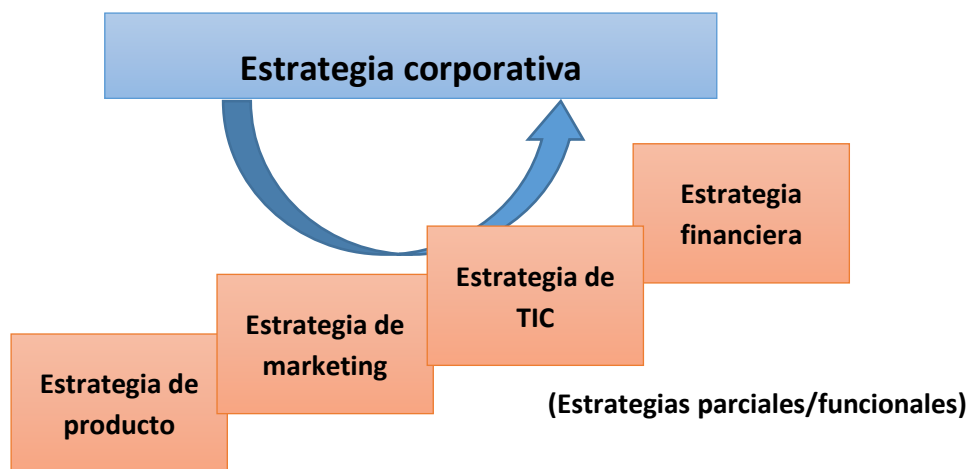 Estrategia corporativa
Estrategia
financiera
Estrategia de
TIC
Estrategia de
marketing
Estrategia de
producto
(Estrategias parciales/funcionales)